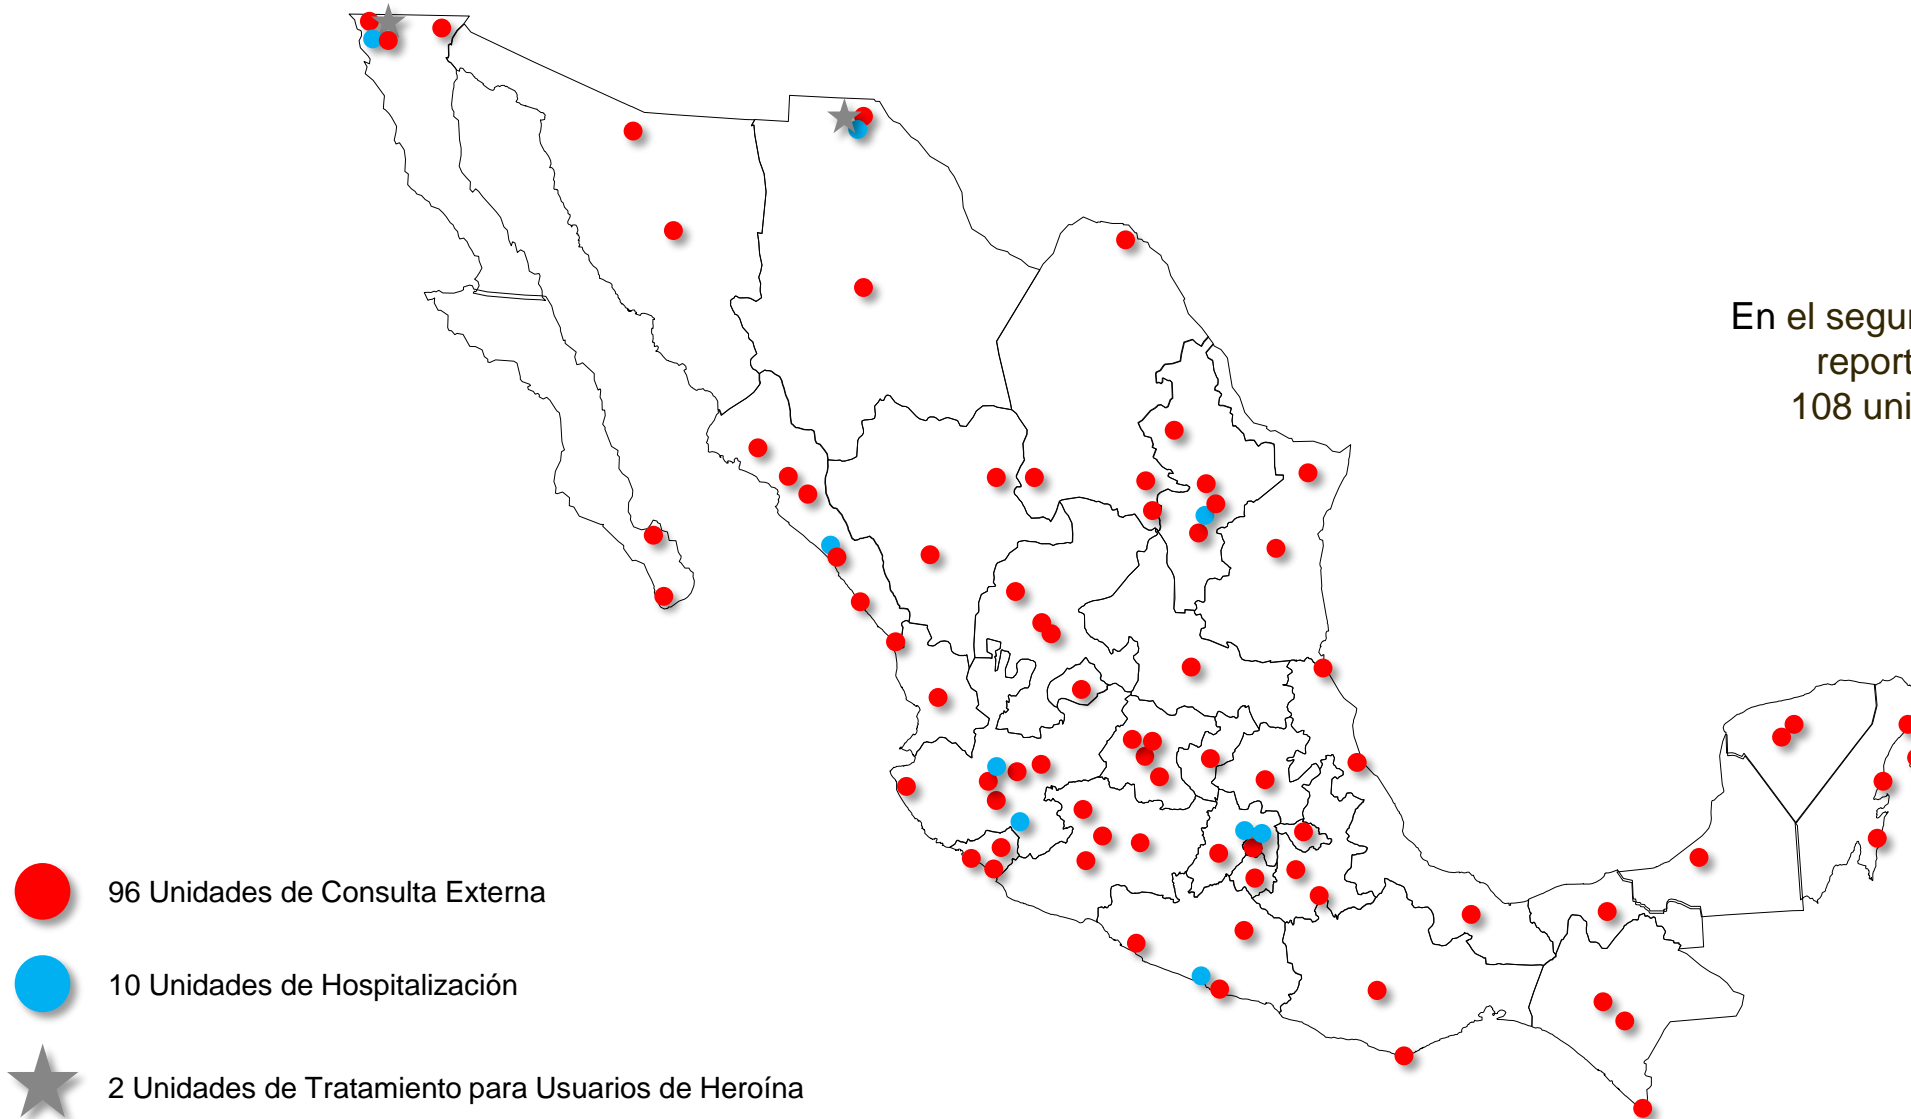 En el segu
report
108 uni
96 Unidades de Consulta Externa
10 Unidades de Hospitalización
2 Unidades de Tratamiento para Usuarios de Heroína